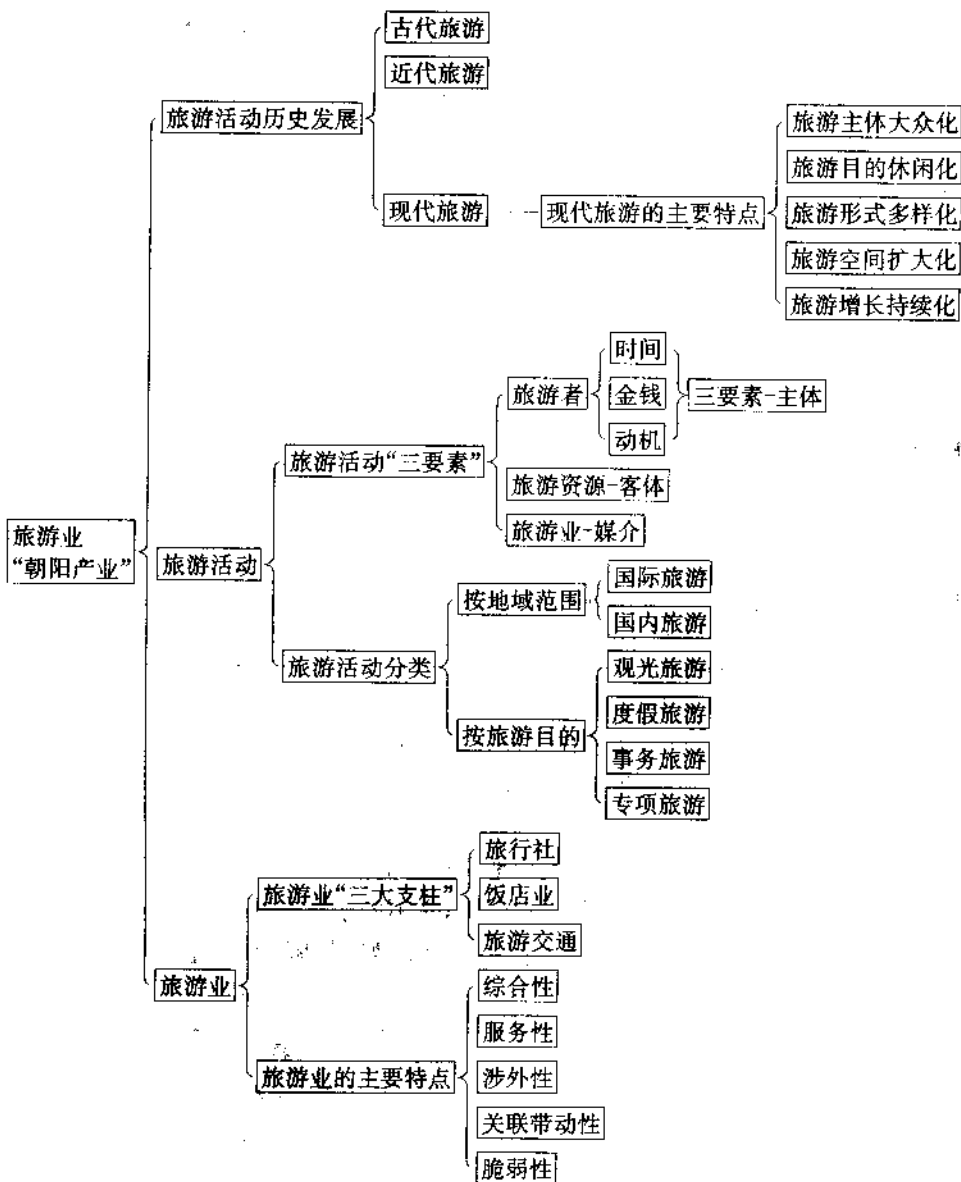 古代旅游
近代旅游
旅游活动历史发展
现代旅游
现代旅游的主要特点
旅游主体大众化
旅游目的休闲化
旅游形式多样化
旅游空间扩大化
旅游增长持续化
时间
旅游者
金钱
三要素-主体
动机
旅游活动“三要素”
旅游资源-客体
旅游业-媒介
旅游业
“朝阳产业”
旅游活动
国际旅游
按地域范围
国内旅游
旅游活动分类
观光旅游
度假旅游
按旅游目的
事务旅游
专项旅游
旅行社
旅游业“三大支柱”
饭店业
旅游交通
旅游业
综合性
服务性
旅游业的主要特点
涉外性
关联带动性
脆弱性